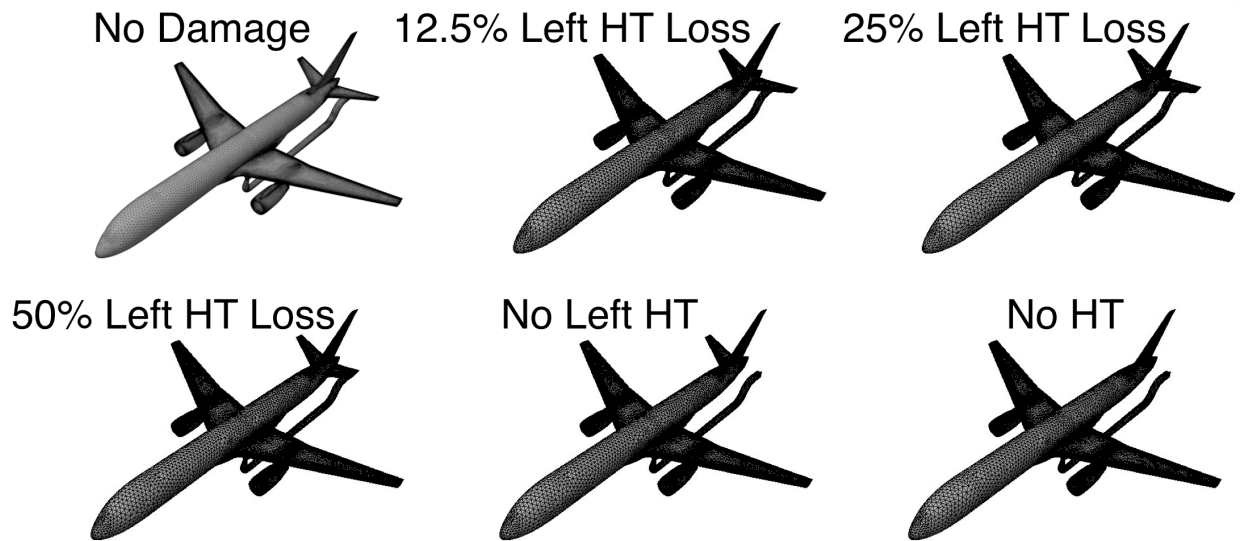 No Damage
12.5% Left HT Loss
25% Left HT Loss
50% Left HT Loss
No Left HT
No HT